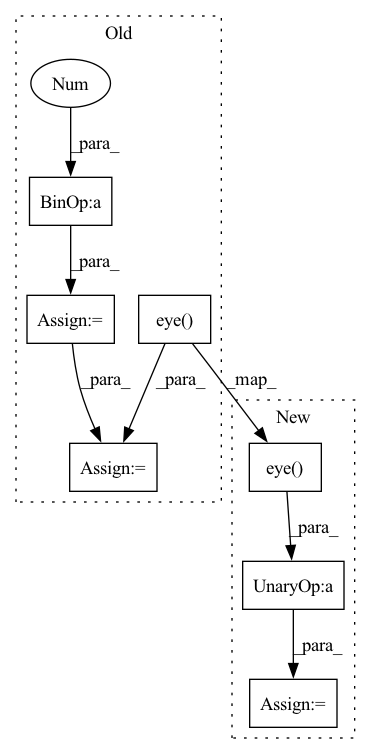 Old
Num
_para_
BinOp:a
_para_
Assign:=
eye()
_para_
_para_
_map_
New
Assign:=
eye()
_para_
UnaryOp:a
_para_
Assign:=